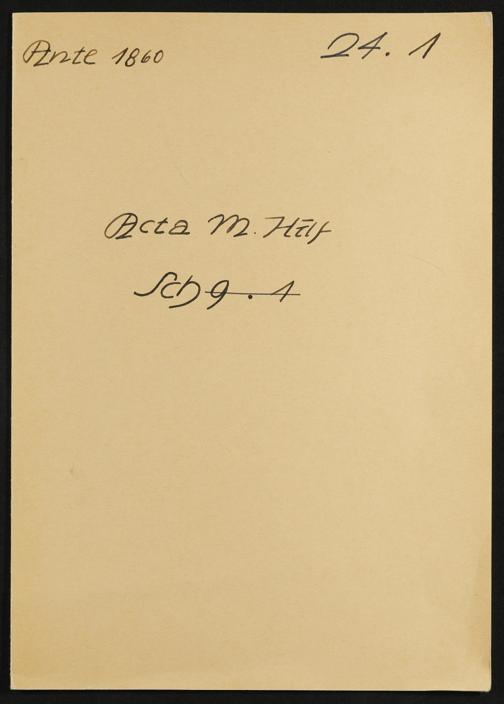 Ante 1860
24. 1
Acta M. Hilf
Sch 9. 1